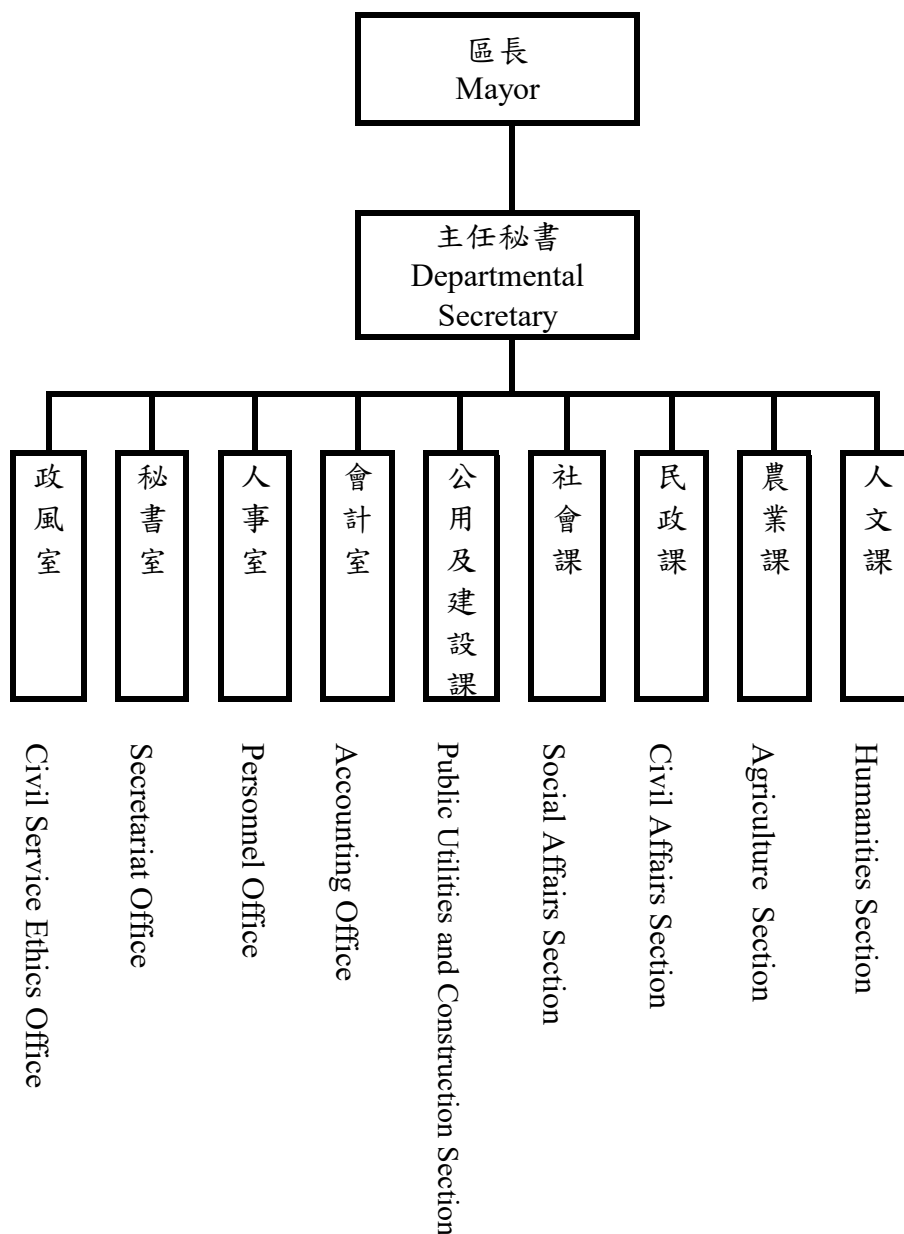 區長
Mayor
主任秘書
Departmental
Secretary
政風室
秘書室
人事室
會計室
公用及建設課
社會課
民政課
農業課
人文課
Civil Service Ethics Office
Secretariat Office
Personnel Office
Accounting Office
Public Utilities and Construction Section
Social Affairs Section
Civil Affairs Section
Agriculture Section
Humanities Section